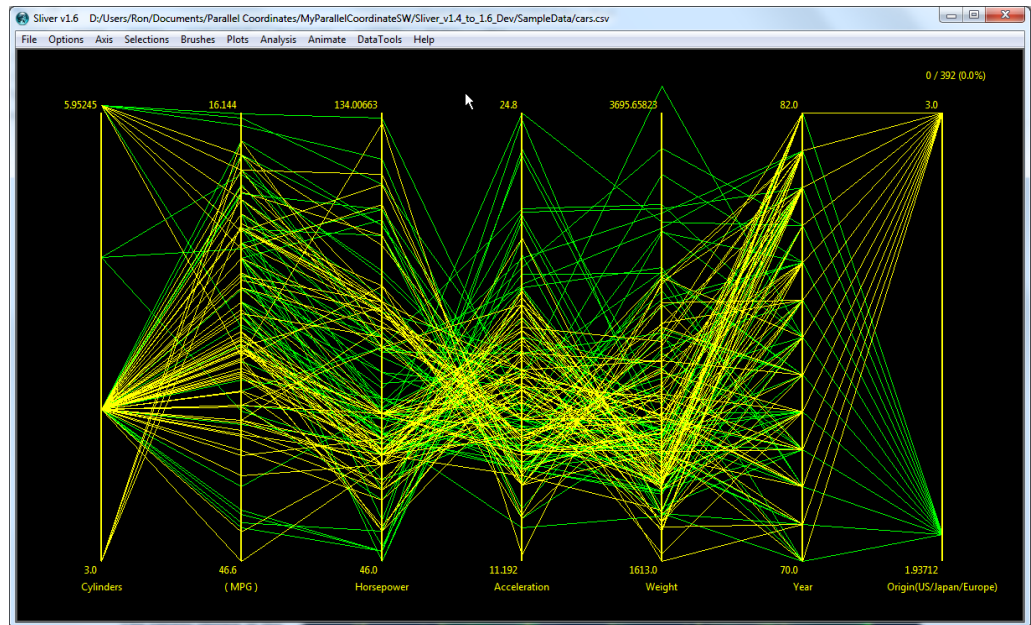 Sliver v1.6 D:/Users/Ron/Documents/Parallel Coordinates/MyParallelCoordinateSW/Sliver_v1.4_to_1.6_Dev/SampleData/cars.csv
File Options Axis Selections Brushes Plots Analysis Animate DataTools Help
0 / 392 (0.0%)
5.95245 16.144 134.00663 24.8 3695.65823 82.0 3.0
3.0 46.6 46.0 11.192 1613.0 70.0 1.93712
Cylinders ( MPG ) Horsepower Acceleration Weight Year Origin(US/Japan/Europe)